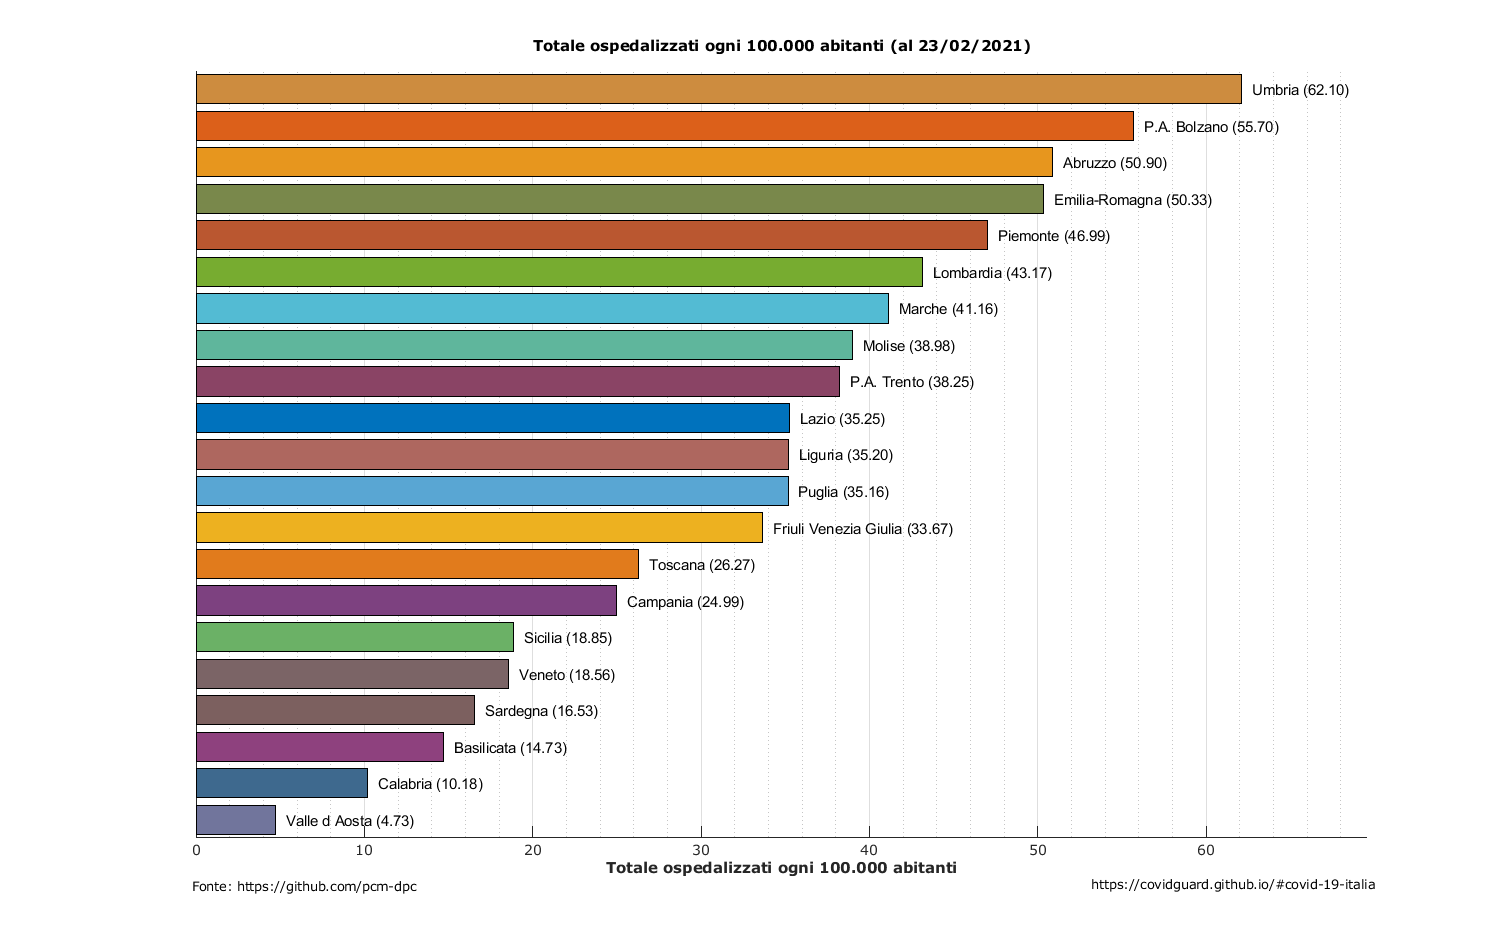 Totale ospedalizzati ogni 100.000 abitanti (al 23/02/2021)
Umbria (62.10)
P.A. Bolzano (55.70)
Abruzzo (50.90)
Emilia-Romagna (50.33)
Piemonte (46.99)
Lombardia (43.17)
Marche (41.16)
Molise (38.98)
P.A. Trento (38.25)
Lazio (35.25)
Liguria (35.20)
Puglia (35.16)
Friuli Venezia Giulia (33.67)
Toscana (26.27)
Campania (24.99)
Sicilia (18.85)
Veneto (18.56)
Sardegna (16.53)
Basilicata (14.73)
Calabria (10.18)
Valle d Aosta (4.73)
0 10 20 30 40 50 60
Totale ospedalizzati ogni 100.000 abitanti
Fonte: https://github.com/pcm-dpc
https://covidguard.github.io/#covid-19-italia